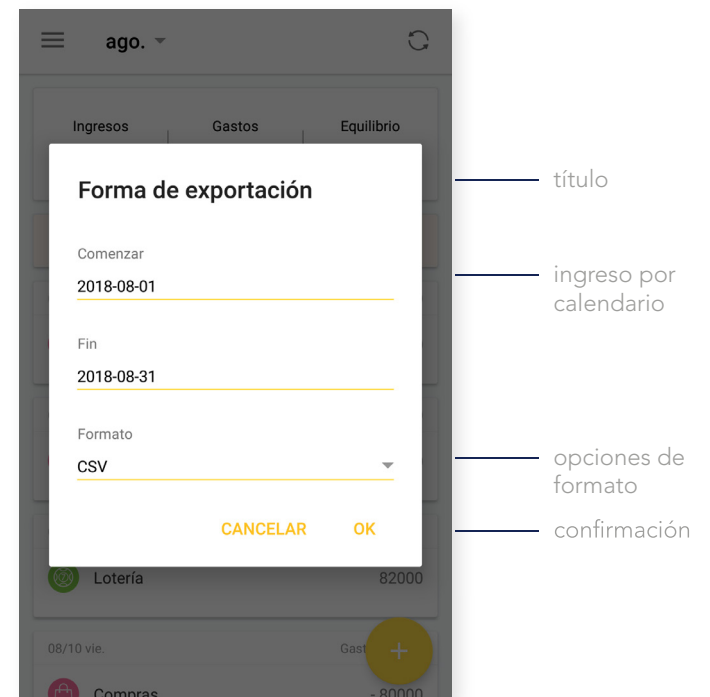 ago.
Ingresos Gastos Equilibrio
Forma de exportación
título
Comenzar
2018-08-01
ingreso por
calendario
Fin
2018-08-31
Formato
CSV
opciones de
formato
CANCELAR OK
confirmación
Lotería 82000
08/10 vie.
Compras - 80000